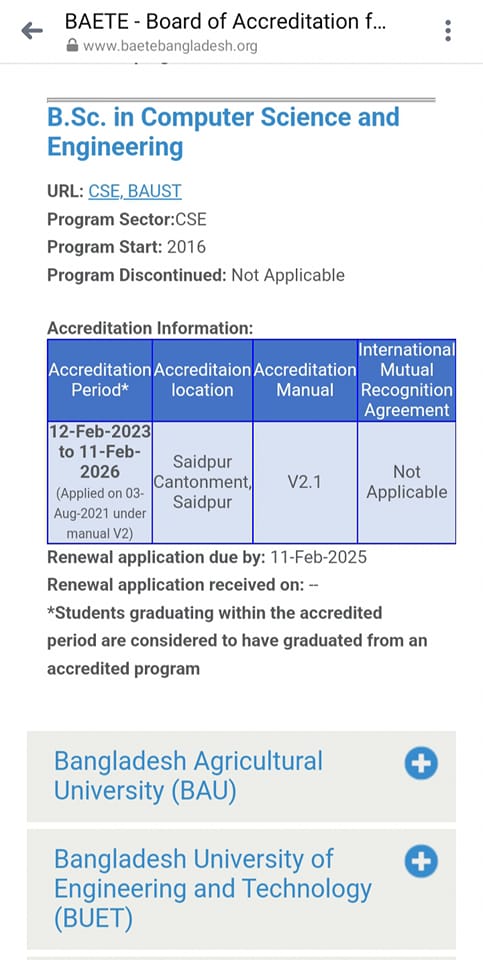 BAETE - Board of Accreditation f...
www.baetebangladesh.org
B.Sc. in Computer Science and
Engineering
URL: CSE, BAUST
Program Sector:CSE
Program Start: 2016
Program Discontinued: Not Applicable
Accreditation Information:
Accreditation
Period*
Accreditaion
location
Accreditation
Manual
International
Mutual
Recognition
Agreement
12-Feb-2023
to 11-Feb-
2026
(Applied on 03-
Aug-2021 under
manual V2)
Saidpur
Cantonment,
Saidpur
V2.1
Not
Applicable
Renewal application due by: 11-Feb-2025
Renewal application received on: --
*Students graduating within the accredited
period are considered to have graduated from an
accredited program
Bangladesh Agricultural
University (BAU)
Bangladesh University of
Engineering and Technology
(BUET)